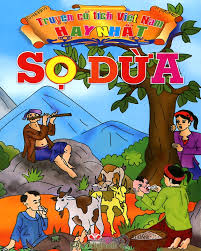 Truyện cổ tích Việt Nam
HAY NHẤT
SỌ DỪA